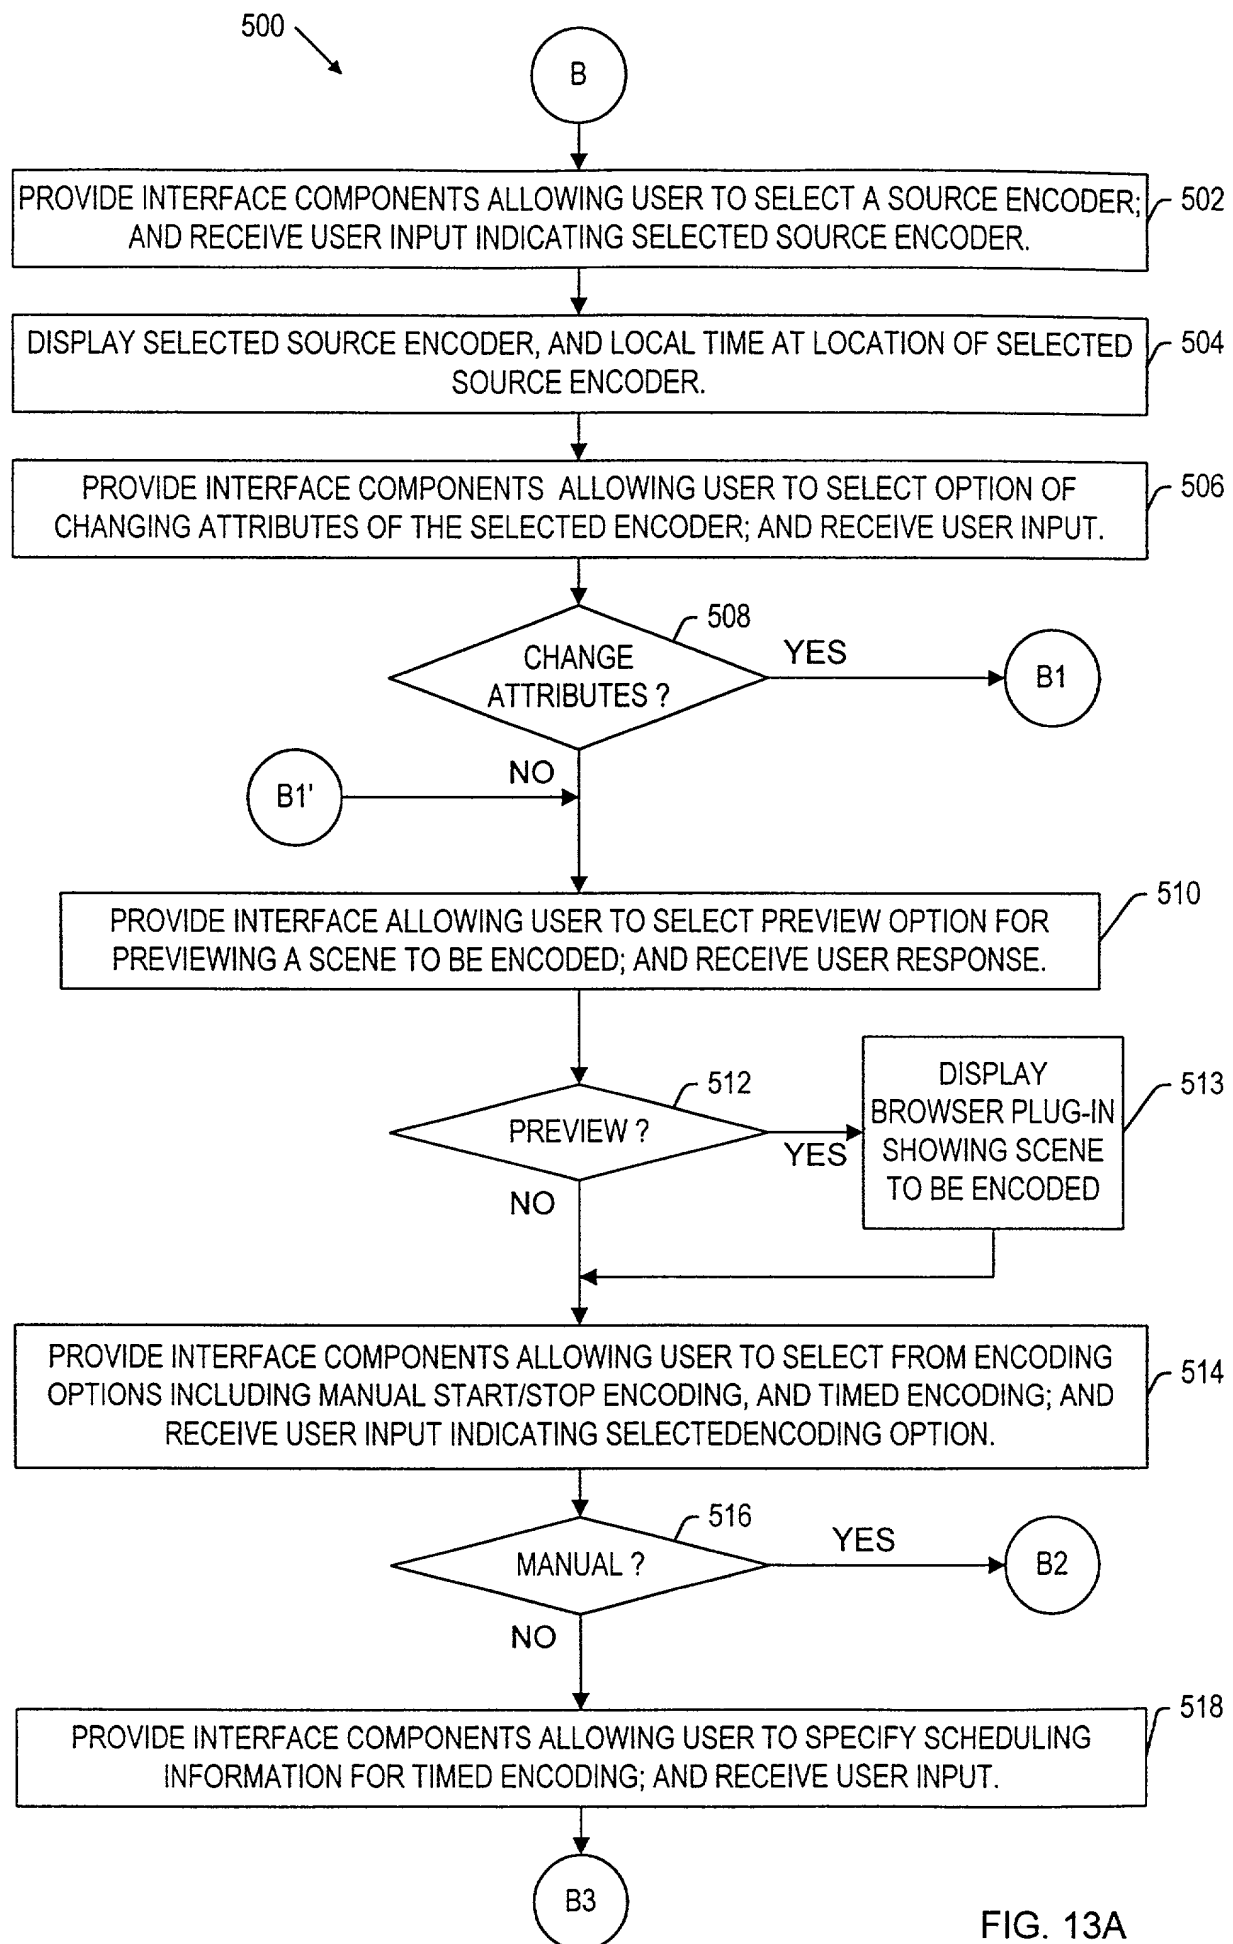 500
B
PROVIDE INTERFACE COMPONENTS ALLOWING USER TO SELECT A SOURCE ENCODER;
AND RECEIVE USER INPUT INDICATING SELECTED SOURCE ENCODER.
502
DISPLAY SELECTED SOURCE ENCODER, AND LOCAL TIME AT LOCATION OF SELECTED
SOURCE ENCODER.
504
PROVIDE INTERFACE COMPONENTS ALLOWING USER TO SELECT OPTION OF
CHANGING ATTRIBUTES OF THE SELECTED ENCODER; AND RECEIVE USER INPUT.
506
508
CHANGE
ATTRIBUTES ?
YES
B1
NO
B1'
PROVIDE INTERFACE ALLOWING USER TO SELECT PREVIEW OPTION FOR
PREVIEWING A SCENE TO BE ENCODED; AND RECEIVE USER RESPONSE.
510
512
PREVIEW ?
YES
DISPLAY
BROWSER PLUG-IN
SHOWING SCENE
TO BE ENCODED
513
NO
PROVIDE INTERFACE COMPONENTS ALLOWING USER TO SELECT FROM ENCODING
OPTIONS INCLUDING MANUAL START/STOP ENCODING, AND TIMED ENCODING; AND
RECEIVE USER INPUT INDICATING SELECTEDENCODING OPTION.
514
516
MANUAL ?
YES
B2
NO
PROVIDE INTERFACE COMPONENTS ALLOWING USER TO SPECIFY SCHEDULING
INFORMATION FOR TIMED ENCODING; AND RECEIVE USER INPUT.
518
B3
FIG. 13A